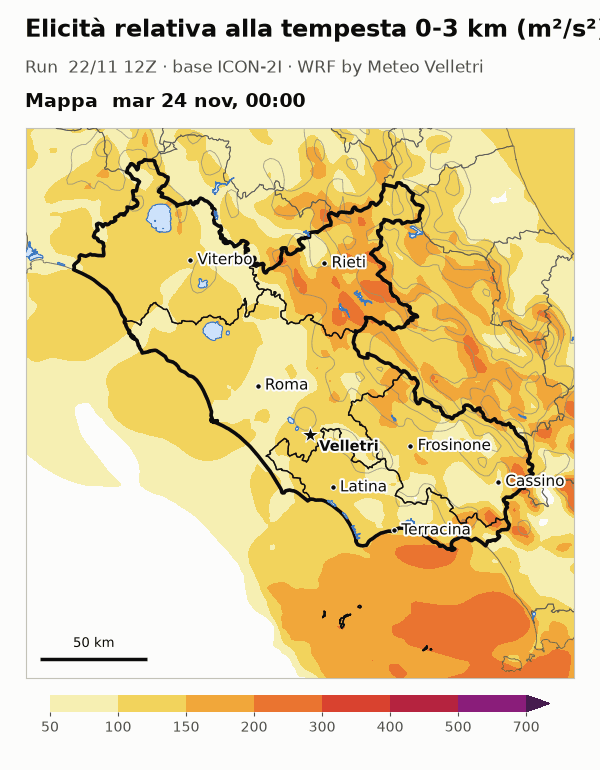 Elicità relativa alla tempesta 0-3 km (m²/s²)
Run  22/11 12Z · base ICON-2I · WRF by Meteo Velletri
Mappa  mar 24 nov, 00:00
Viterbo
Rieti
Roma
Velletri
Frosinone
Cassino
Latina
Terracina
50 km
50 100 150 200 300 400 500 700